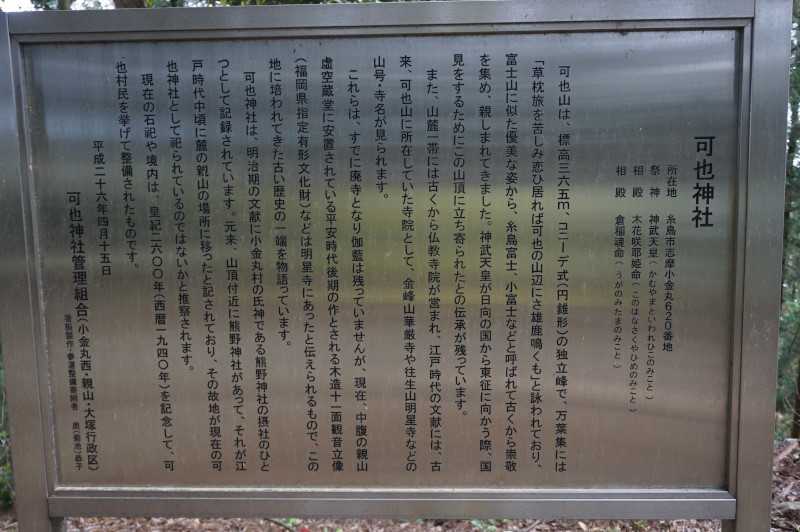 可也神社
所在地　糸島市志摩小金丸620番地
祭神　神武天皇(かむやまといわれひこのみこと)
相殿　木花咲耶姫命(このはなさくやひめのみこと)
相殿　倉稲魂命(うがのみたまのみこと)
可也山は、標高三六五m、コニーデ式(円錐形)の独立峰で、万葉集には
「草枕旅を苦しみ恋ひ居れば可也の山辺にさ雄鹿鳴くも」と詠われており、
富士山に似た優美な姿から、糸島富士、小富士などと呼ばれて古くから崇敬
を集め、親しまれてきました。神武天皇が日向の国から東征に向かう際、国
見をするためにこの山頂に立ち寄られたとの伝承が残っています。
また、山麓一帯には古くから仏教寺院が営まれ、江戸時代の文献には、古
来、可也山に所在していた寺院として、金峰山華厳寺や往生山明星寺などの
山号・寺名が見られます。
これらは、すでに廃寺となり伽藍は残っていませんが、現在、中腹の親山
虚空蔵堂に安置されている平安時代後期の作とされる木造十一面観音立像
(福岡県指定有形文化財)などは明星寺にあったと伝えられるもので、この
地に培われてきた古い歴史の一端を物語っています。
可也神社は、明治期の文献に小金丸村の氏神である熊野神社の摂社のひと
つとして記録されています。元来、山頂付近に熊野神社があって、それが江
戸時代中頃に麓の親山の場所に移ったと記されており、その故地が現在の可
也神社として祀られているのではないかと推察されます。
現在の石祀や境内は、皇紀二六〇〇年(西暦一九四〇年)を記念して、可
也村民を挙げて整備されたものです。
平成二十六年四月十五日
可也神社管理組合(小金丸西・親山・大塚行政区)